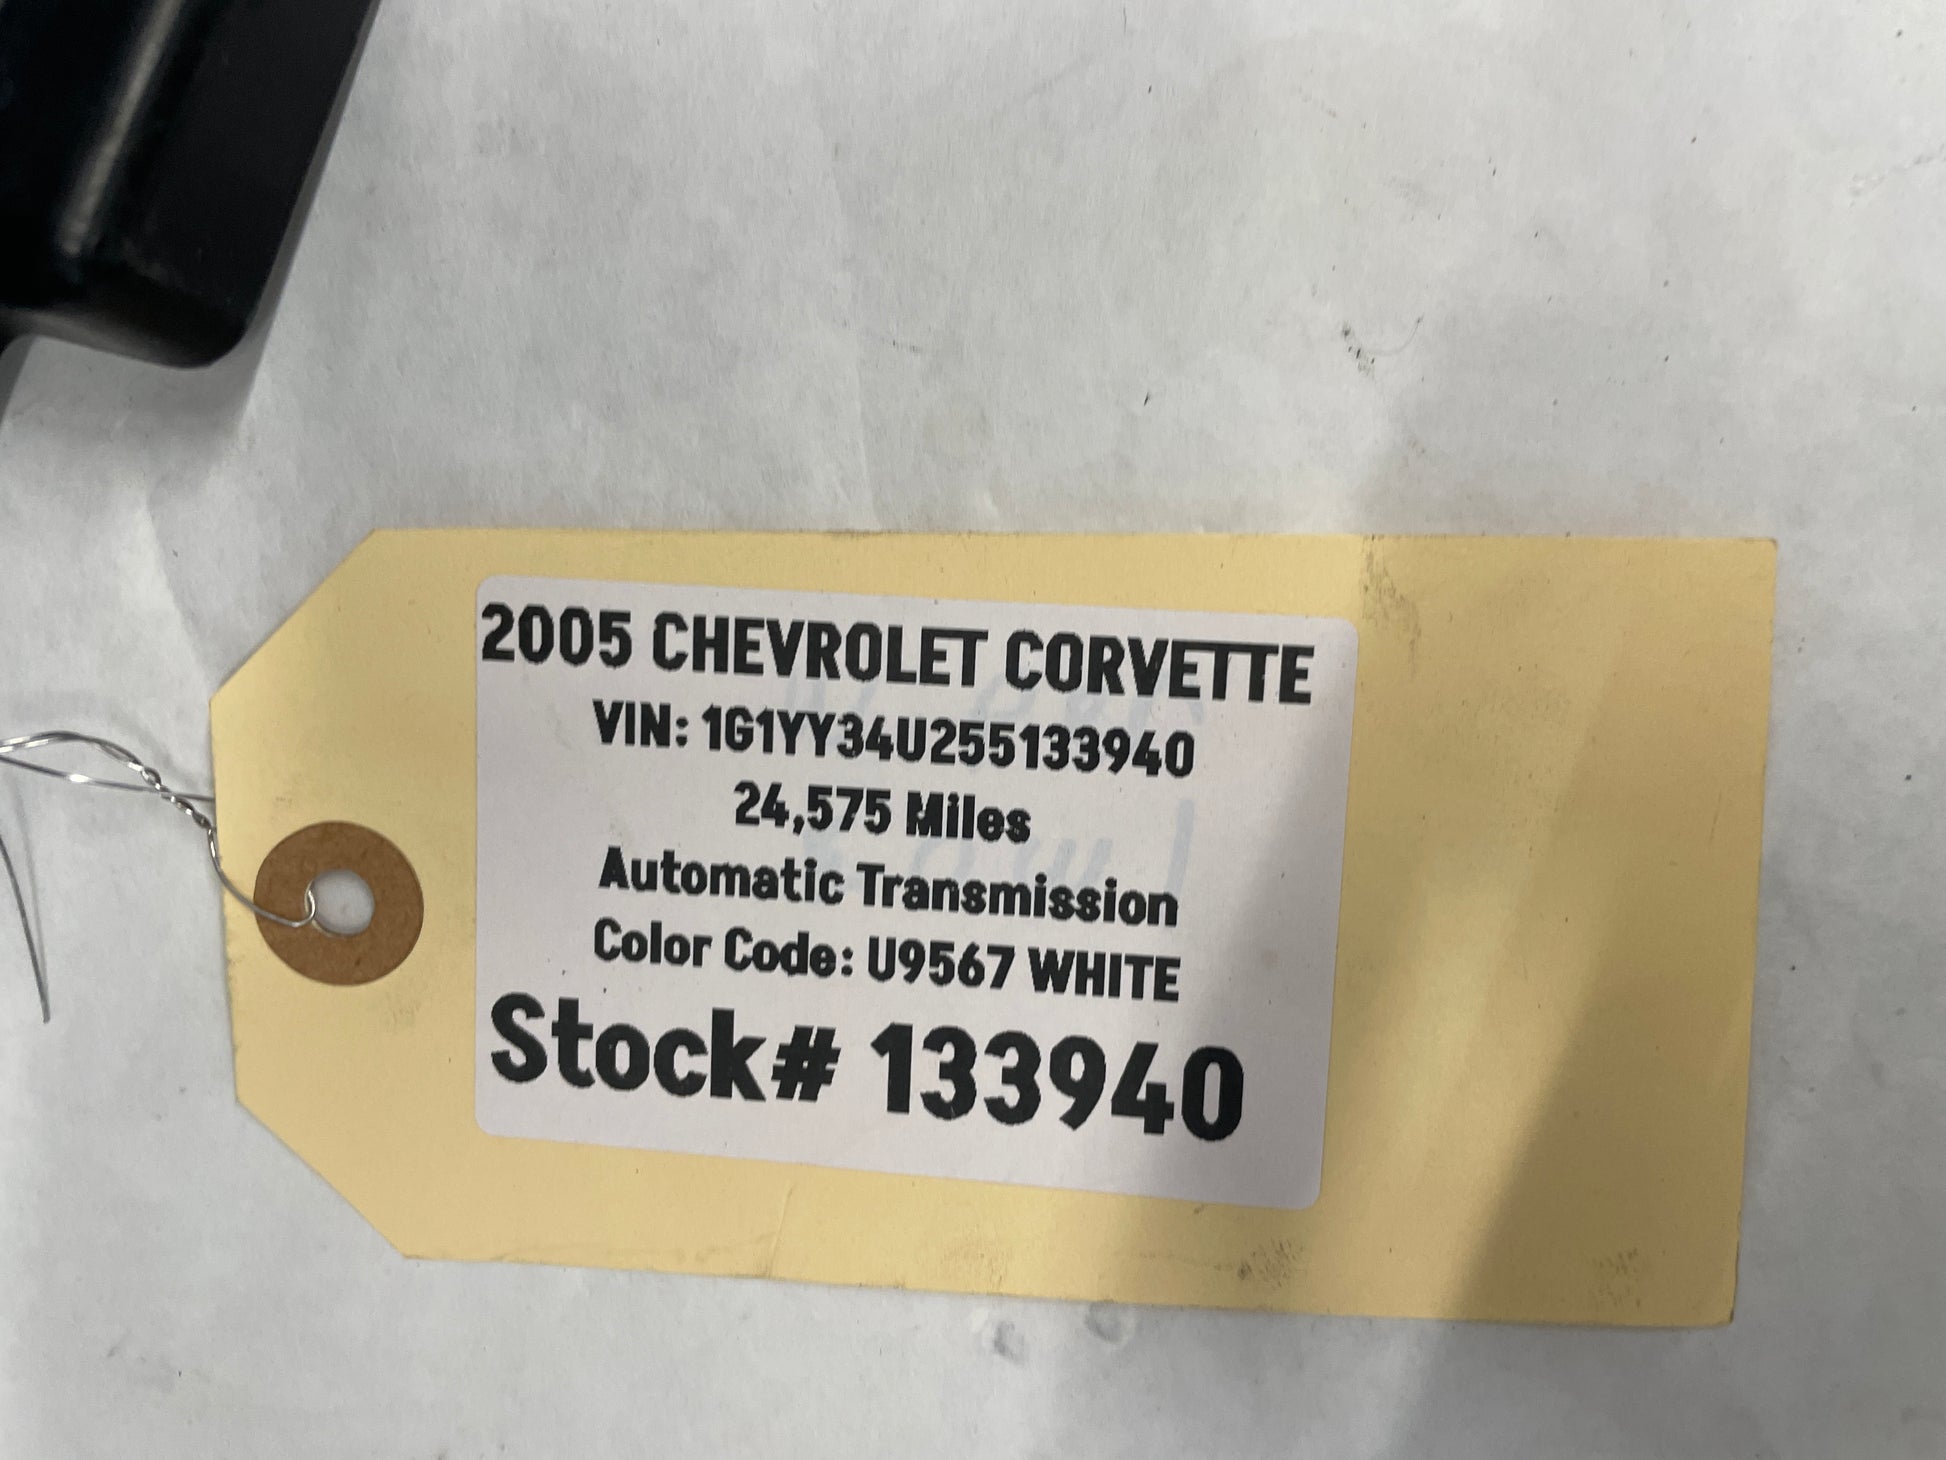 2005 CHEVROLET CORVETTE
VIN: 1G1YY34U255133940
24,575 Miles
Automatic Transmission
Color Code: U9567 WHITE
Stock# 133940